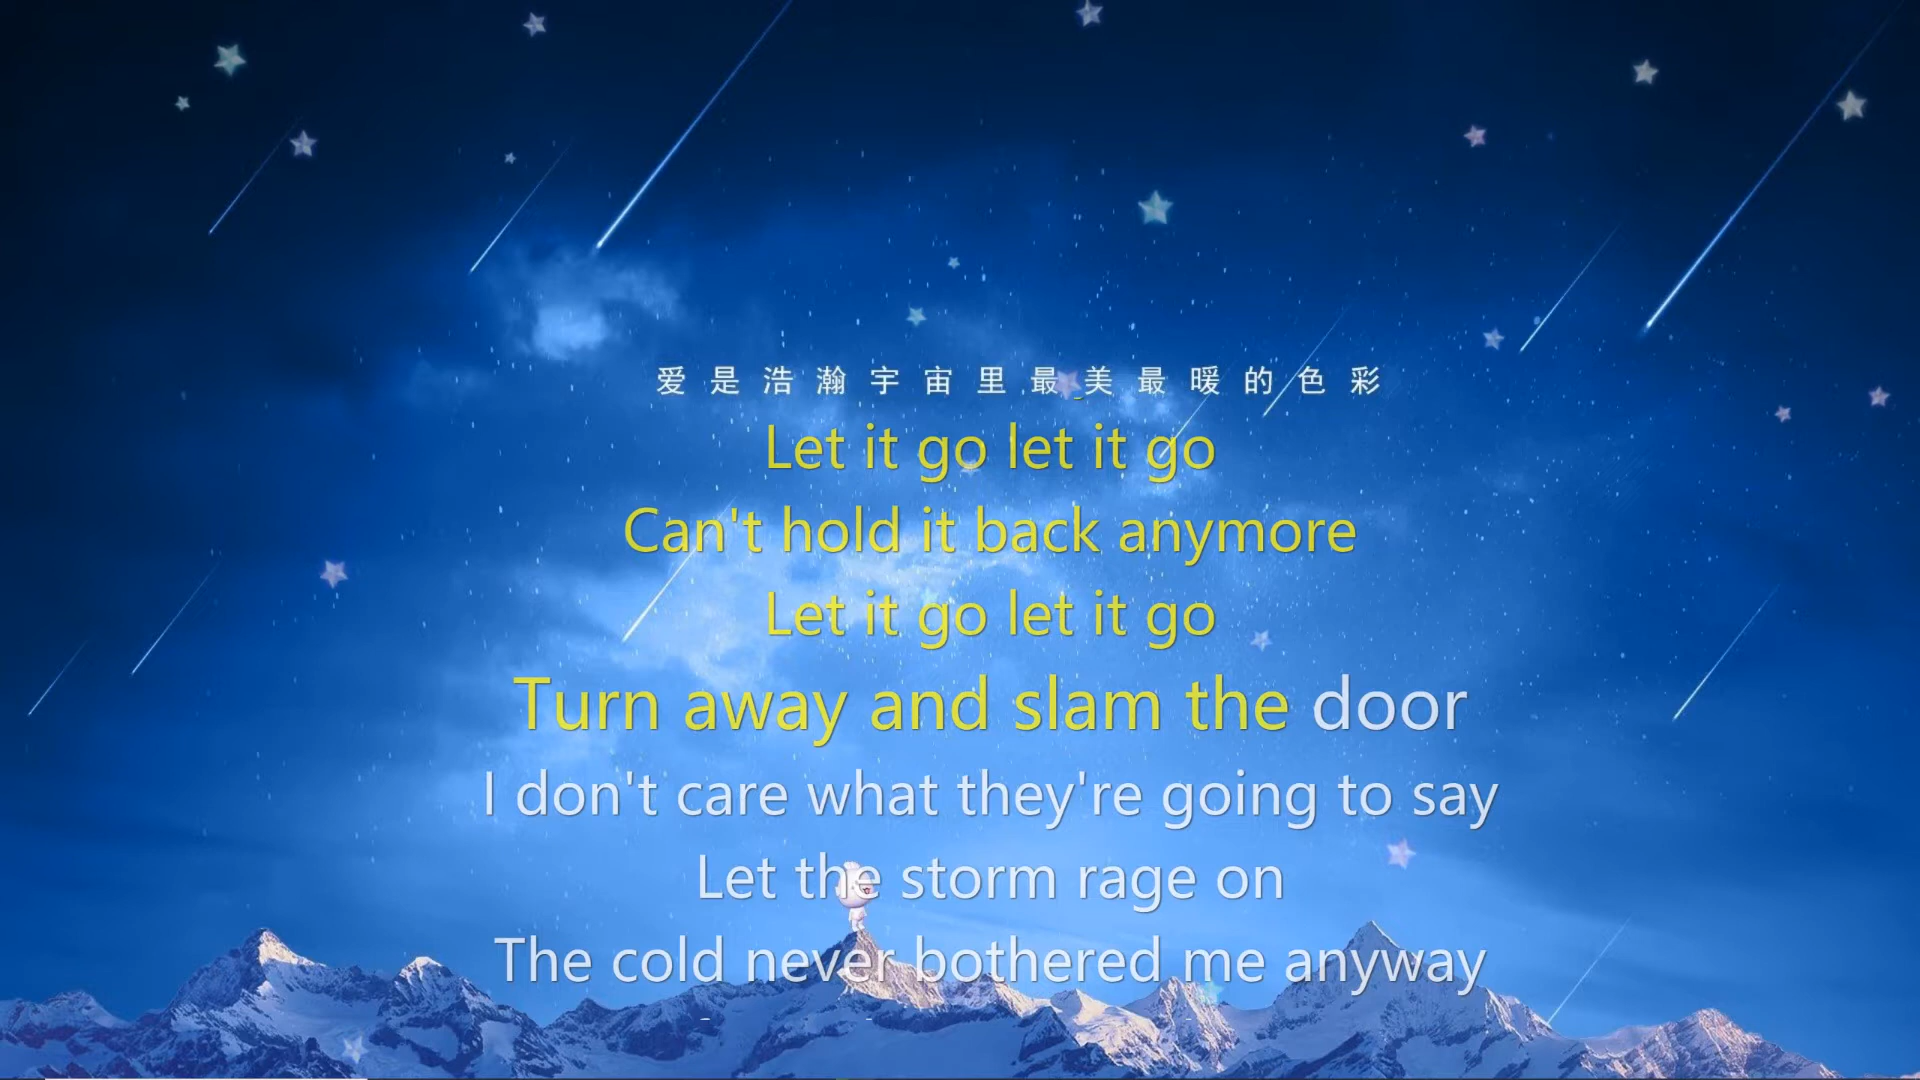 爱是浩瀚宇宙里最美最暖的色彩
Let it go let it go
Can't hold it back anymore
Let it go let it go
Turn away and slam the door
I don't care what they're going to say
Let the storm rage on
The cold never bothered me anyway